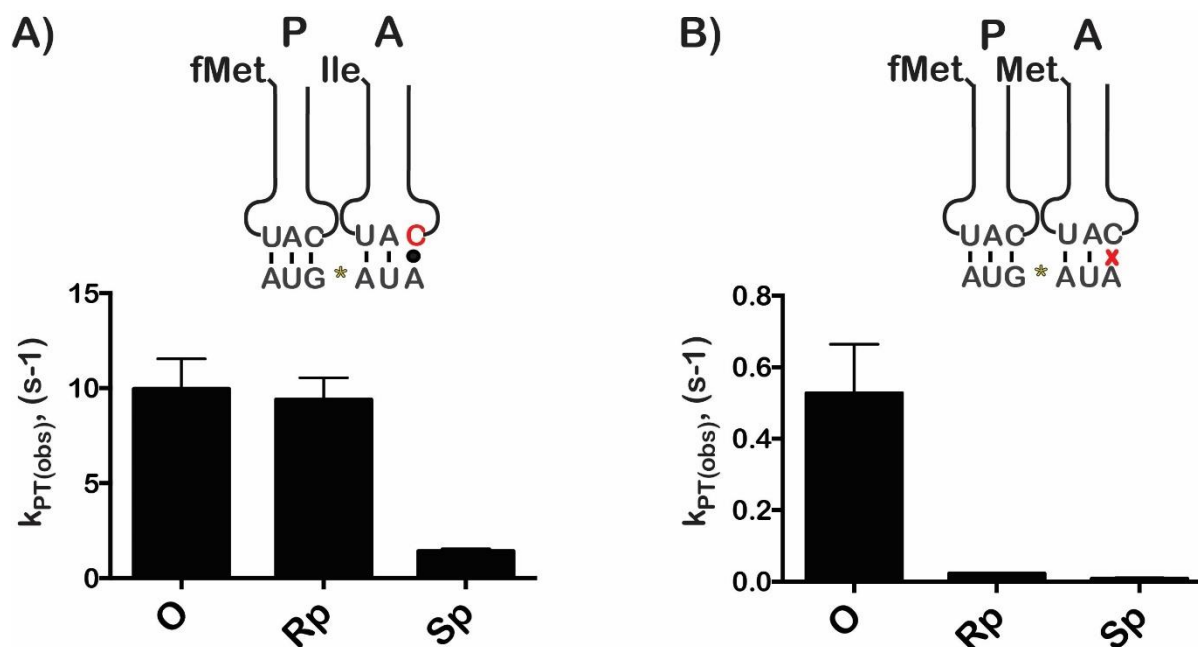 A)
P A
fMet Ile
UAC UAC
AUG * AUA
15
10
5
0
kPT(obs), (s-1)
O Rp Sp
B)
P A
fMet Met
UAC UAC
x
AUG * AUA
0.8
0.6
0.4
0.2
0.0
kPT(obs), (s-1)
O Rp Sp